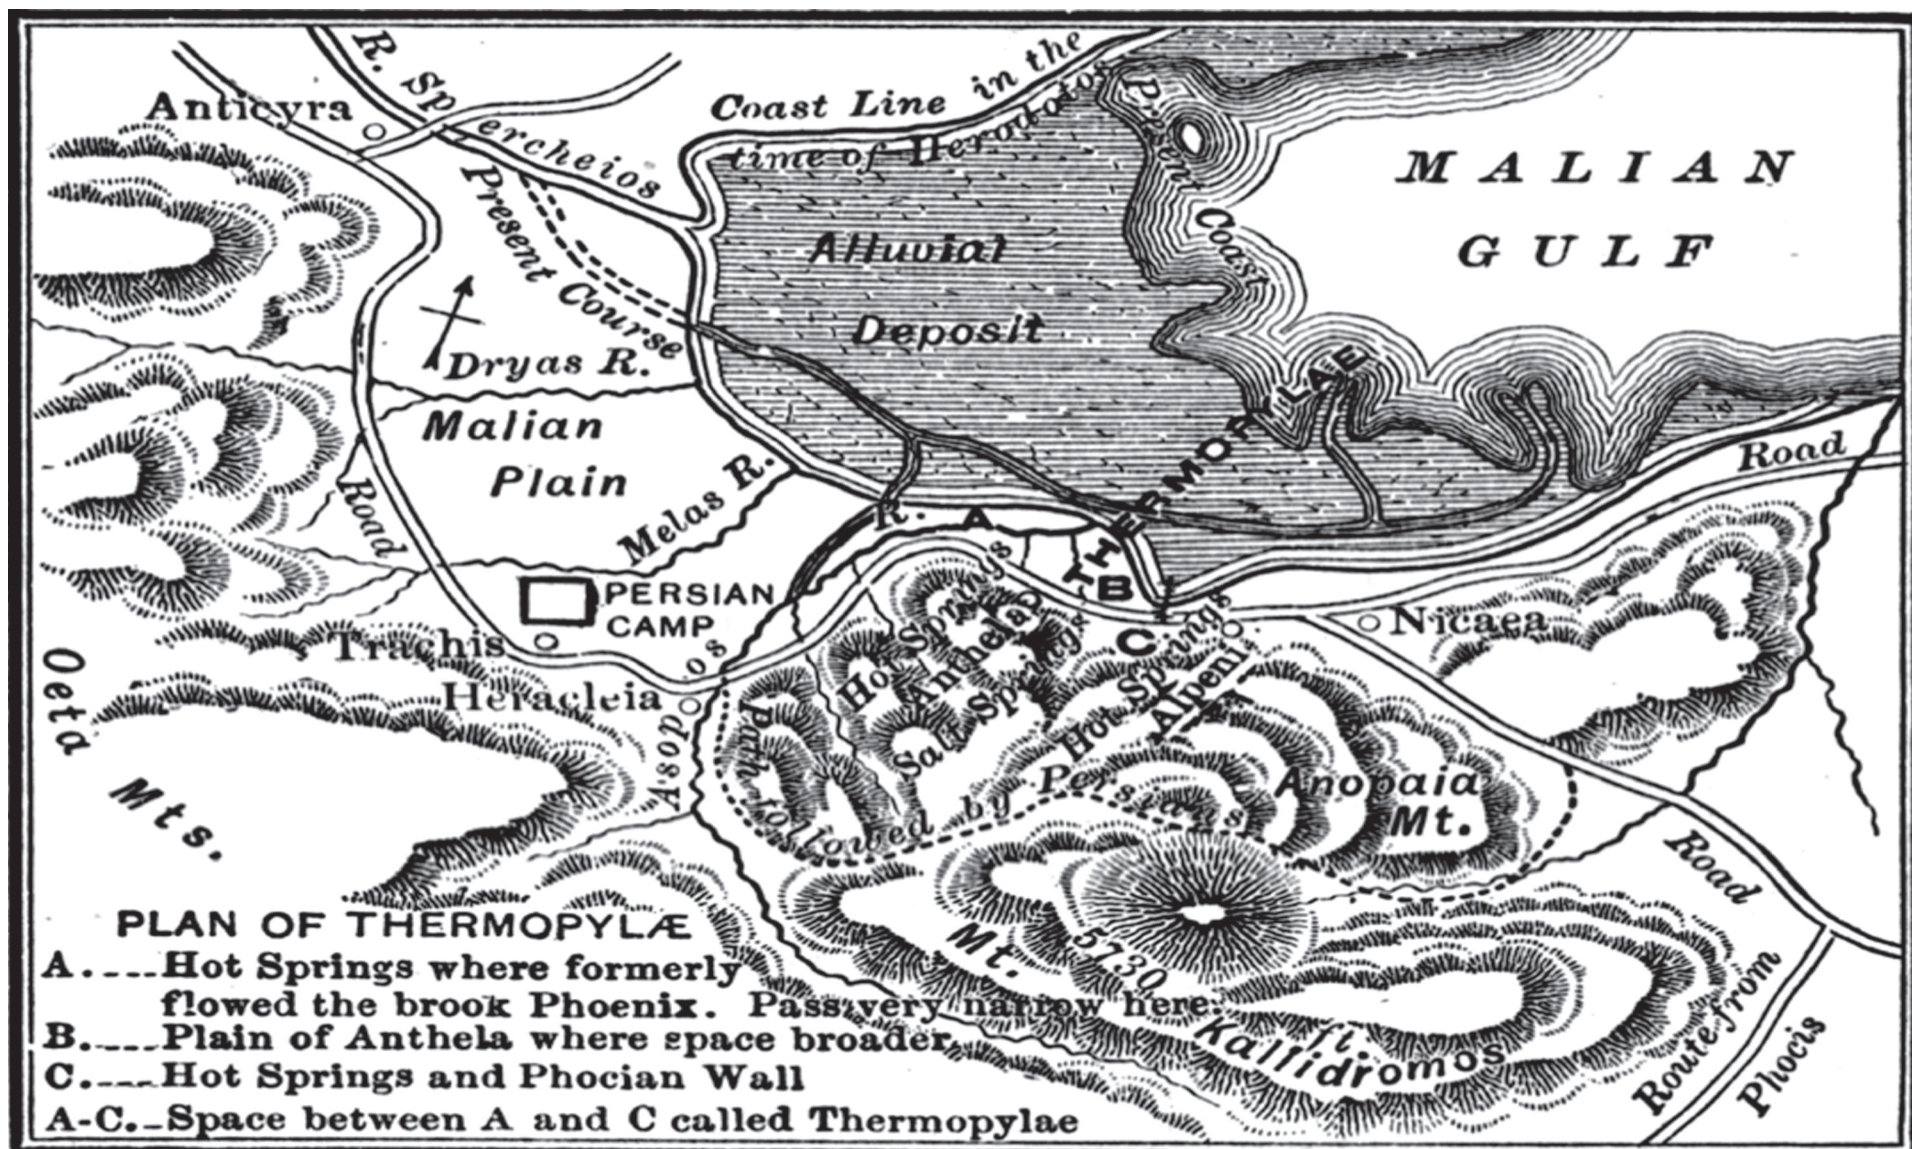 Anticyra
R. Spercheios
Coast Line in the
time of Herodotos
Present
Coast
MALIAN
GULF
Present Course
Alluvial
Deposit
Dryas R.
Malian
Plain
Melas R.
Road
THERMOPYLAE
Road
R. A
B
C
PERSIAN
CAMP
Trachis
Heracleia
Asopos
Hot Springs
Anthela
Salt Springs
Hot Springs
Alpeni
Nicaea
Oeta
Mts.
Path followed by Persians
Anopaia
Mt.
Road
Mt.
5730
ft.
Kallidromos
Route from
Phocis
PLAN OF THERMOPYLÆ
A.----Hot Springs where formerly
flowed the brook Phoenix. Pass very narrow here.
B.----Plain of Anthela where space broader
C.----Hot Springs and Phocian Wall
A-C.–Space between A and C called Thermopylae